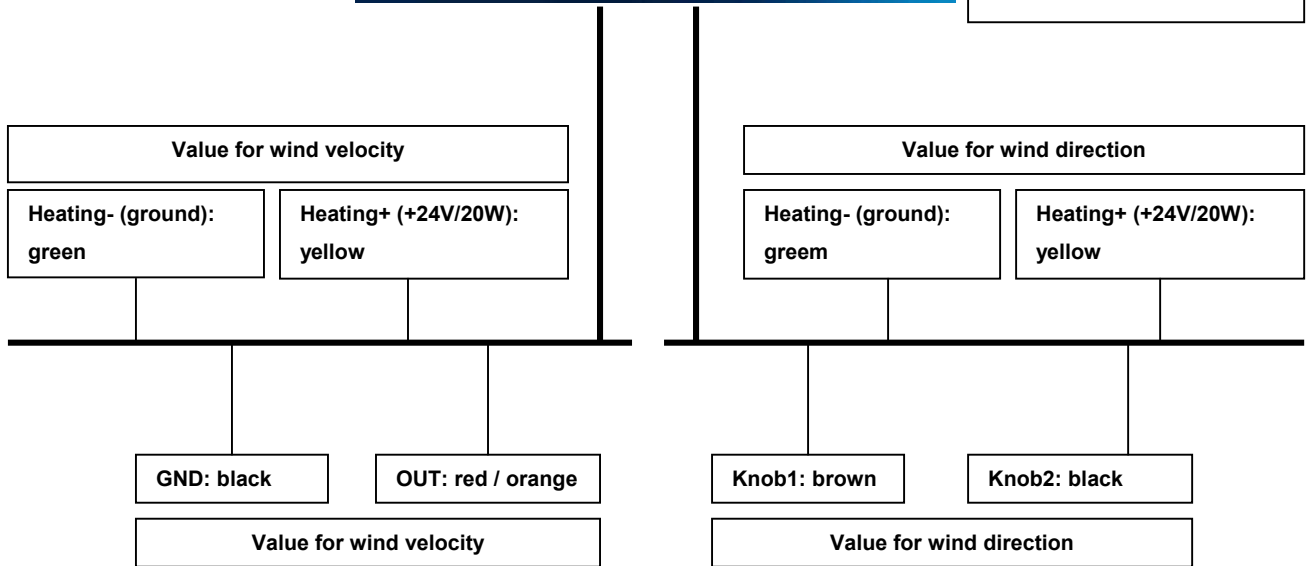 Value for wind velocity
Value for wind direction
Heating- (ground):
green
Heating+ (+24V/20W):
yellow
Heating- (ground):
greem
Heating+ (+24V/20W):
yellow
GND: black
OUT: red / orange
Knob1: brown
Knob2: black
Value for wind velocity
Value for wind direction